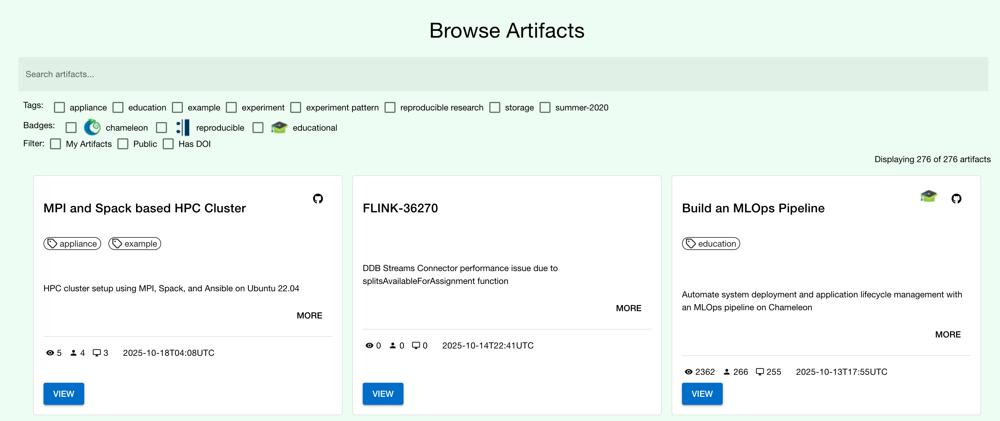 Browse Artifacts
Search artifacts...
Tags: appliance education example experiment experiment pattern reproducible research storage summer-2020
Badges: chameleon reproducible educational
Filter: My Artifacts Public Has DOI
Displaying 276 of 276 artifacts
MPI and Spack based HPC Cluster
appliance example
HPC cluster setup using MPI, Spack, and Ansible on Ubuntu 22.04
MORE
5 4 3 2025-10-18T04:08UTC
VIEW
FLINK-36270
DDB Streams Connector performance issue due to
splitsAvailableForAssignment function
MORE
0 0 0 2025-10-14T22:41UTC
VIEW
Build an MLOps Pipeline
education
Automate system deployment and application lifecycle management with
an MLOps pipeline on Chameleon
MORE
2362 266 255 2025-10-13T17:55UTC
VIEW